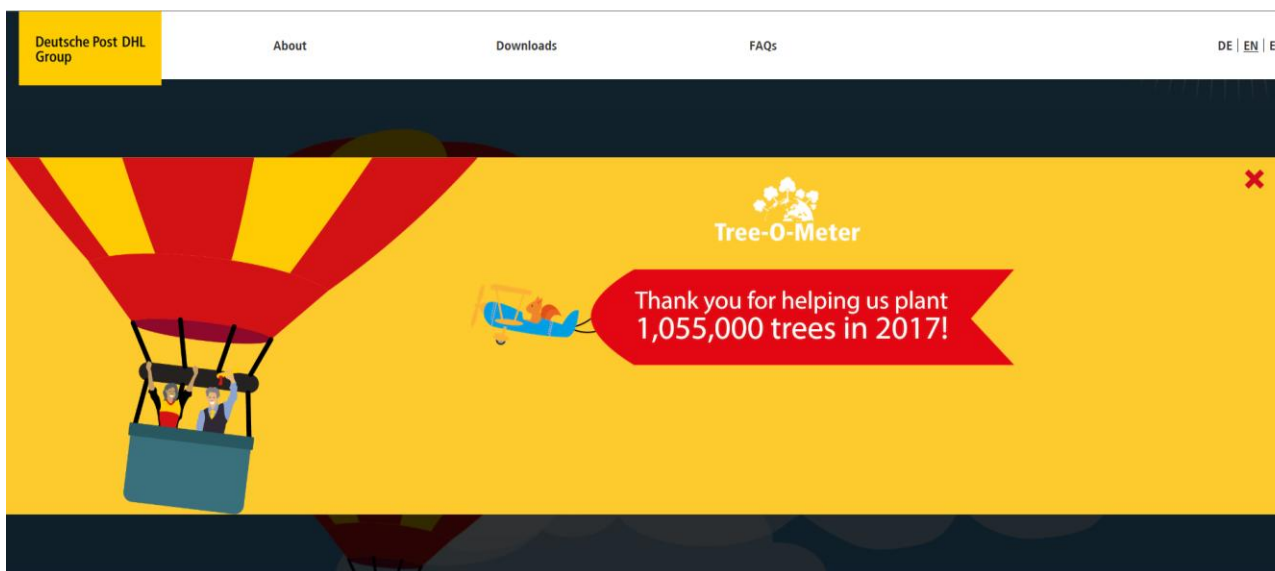 Deutsche Post DHL
Group
About
Downloads
FAQs
DE | EN | E
Tree-O-Meter
Thank you for helping us plant
1,055,000 trees in 2017!